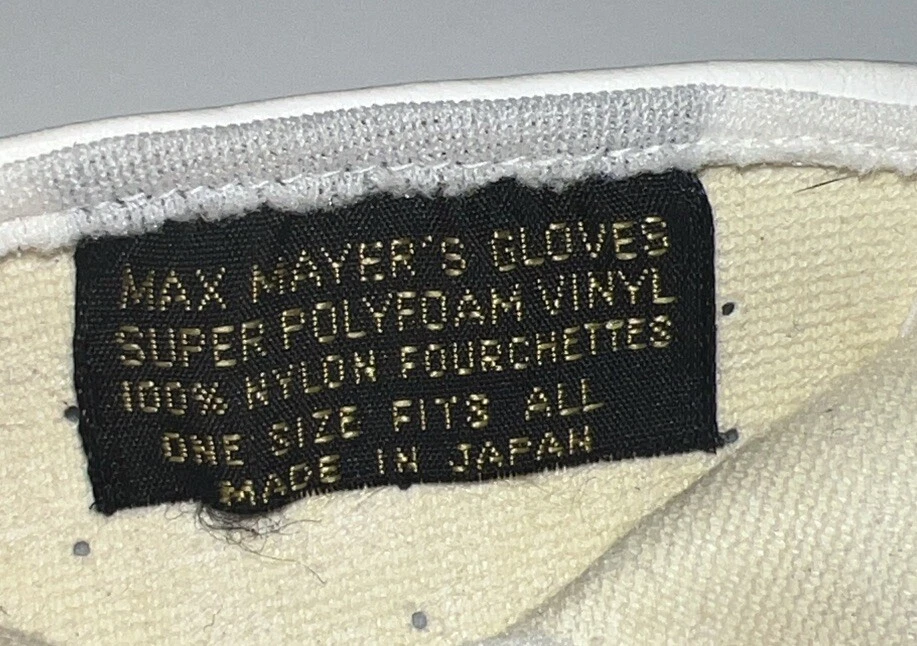 MAX MAYER'S GLOVES
SUPER POLYFOAM VINYL
100% NYLON FOURCHETTES
ONE SIZE FITS ALL
MADE IN JAPAN